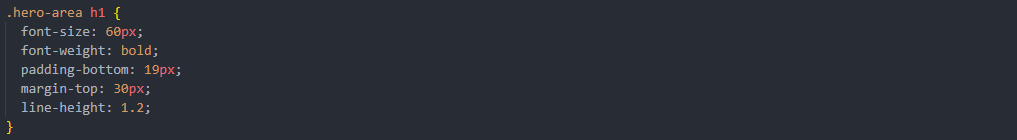 .hero-area h1 {
  font-size: 60px;
  font-weight: bold;
  padding-bottom: 19px;
  margin-top: 30px;
  line-height: 1.2;
}